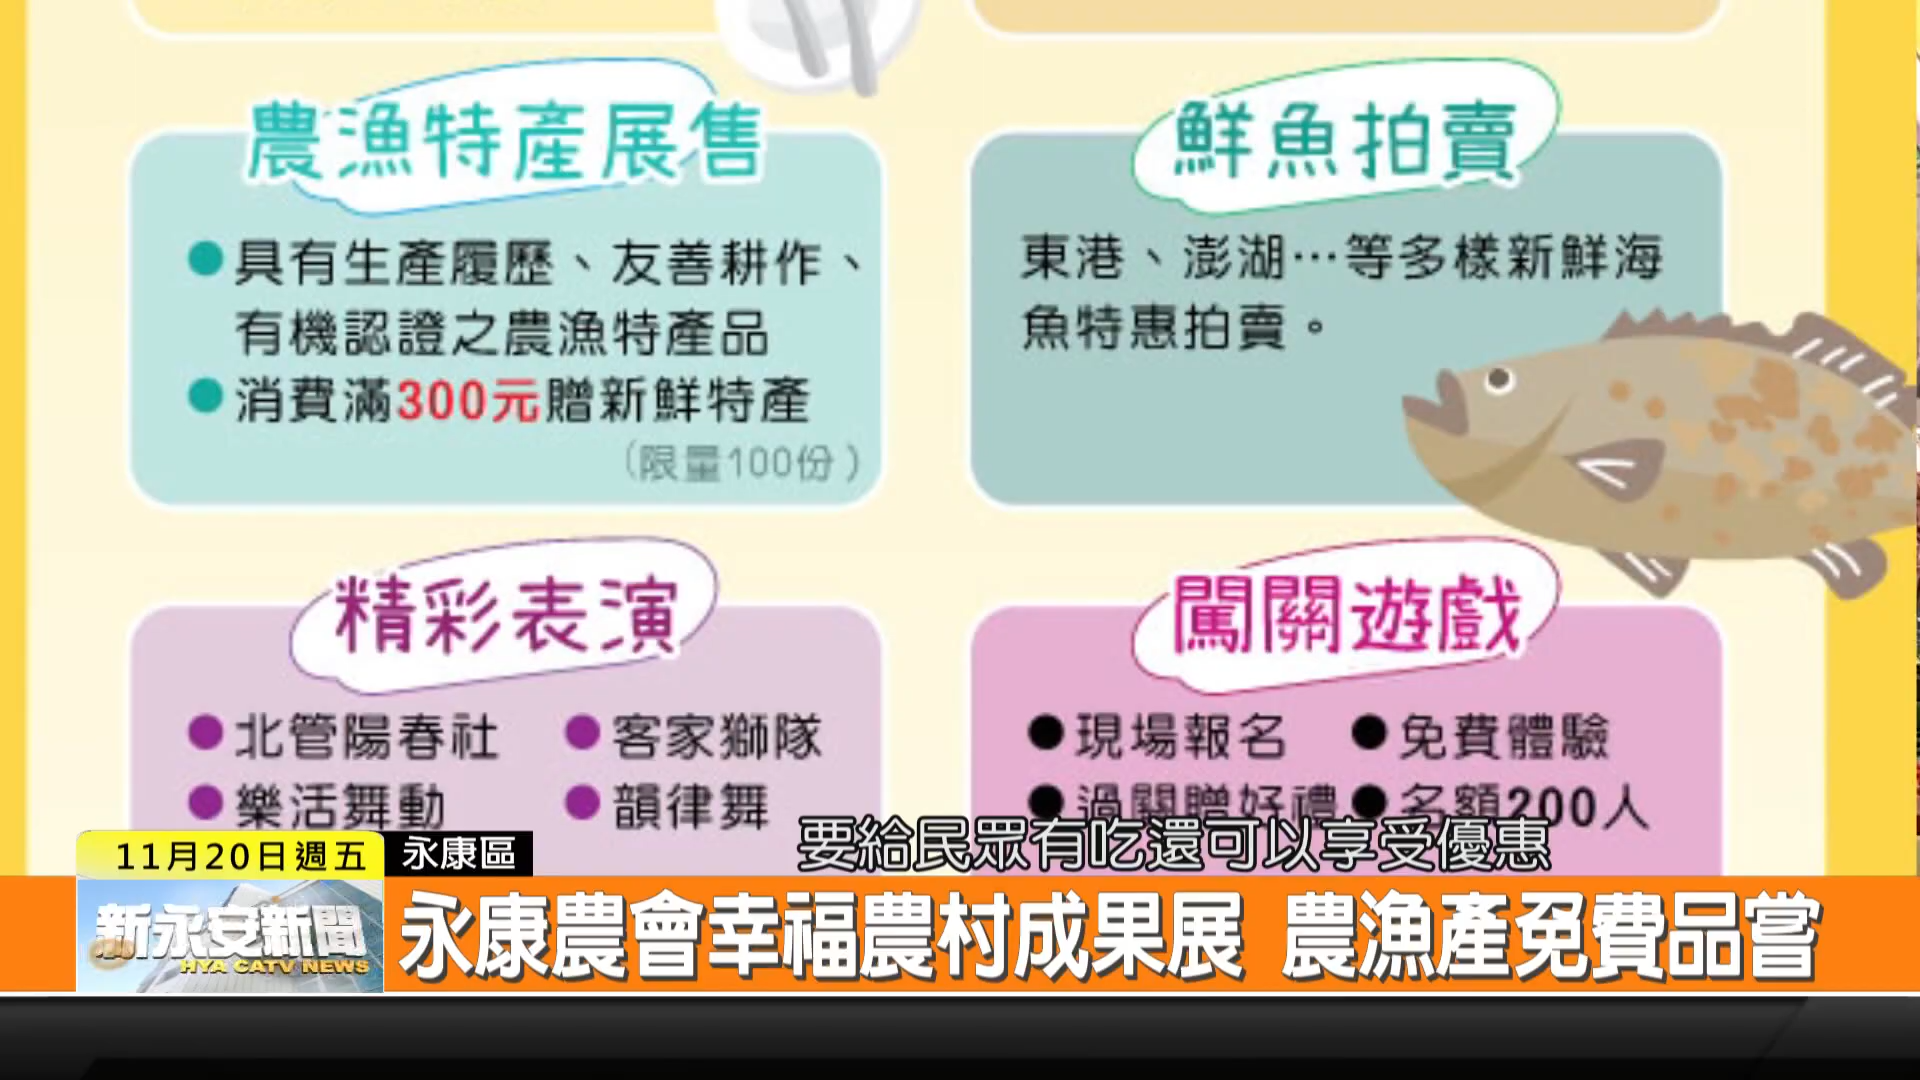 農漁特產展售
●具有生產履歷、友善耕作、
有機認證之農漁特產品
●消費滿300元贈新鮮特產
（限量100份）
鮮魚拍賣
東港、澎湖…等多樣新鮮海
魚特惠拍賣。
精彩表演
●北管陽春社 ●客家獅隊
●樂活舞動 ●韻律舞
闖關遊戲
●現場報名 ●免費體驗
●過關贈好禮 ●名額200人
要給民眾有吃還可以享受優惠
11月20日週五 永康區
新永安新聞
HYA CATV NEWS
永康農會幸福農村成果展 農漁產免費品嘗